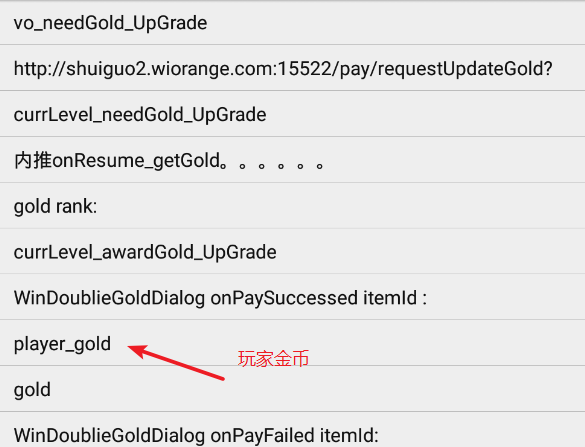 vo_needGold_UpGrade
http://shuiguo2.wiorange.com:15522/pay/requestUpdateGold?
currLevel_needGold_UpGrade
内推onResume_getGold。。。。。。
gold rank:
currLevel_awardGold_UpGrade
WinDoublieGoldDialog onPaySuccessed itemId :
player_gold
玩家金币
gold
WinDoublieGoldDialog onPayFailed itemId: